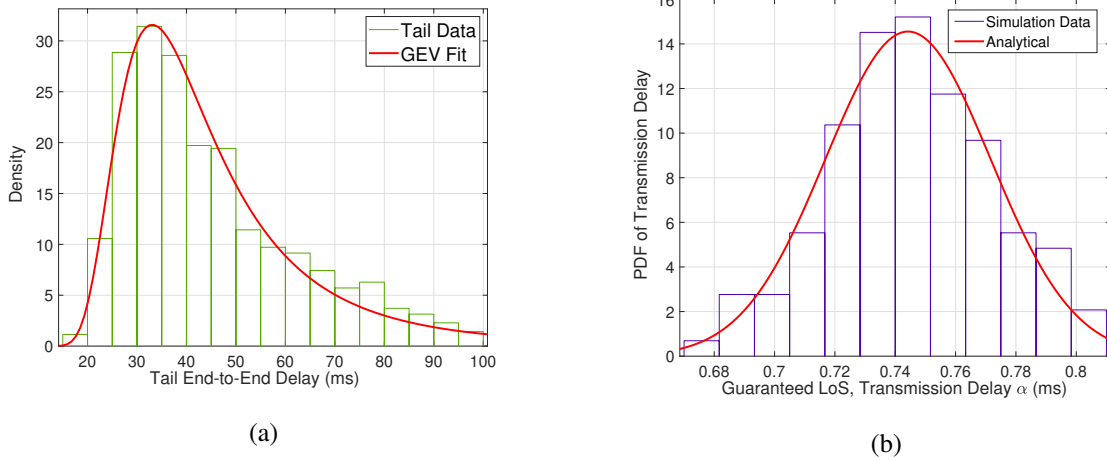 Tail Data
GEV Fit
30
25
20
15
10
5
0
Density
20 30 40 50 60 70 80 90 100
Tail End-to-End Delay (ms)
(a)
Simulation Data
Analytical
16
14
12
10
8
6
4
2
0
PDF of Transmission Delay
0.68 0.7 0.72 0.74 0.76 0.78 0.8
Guaranteed LoS, Transmission Delay α (ms)
(b)